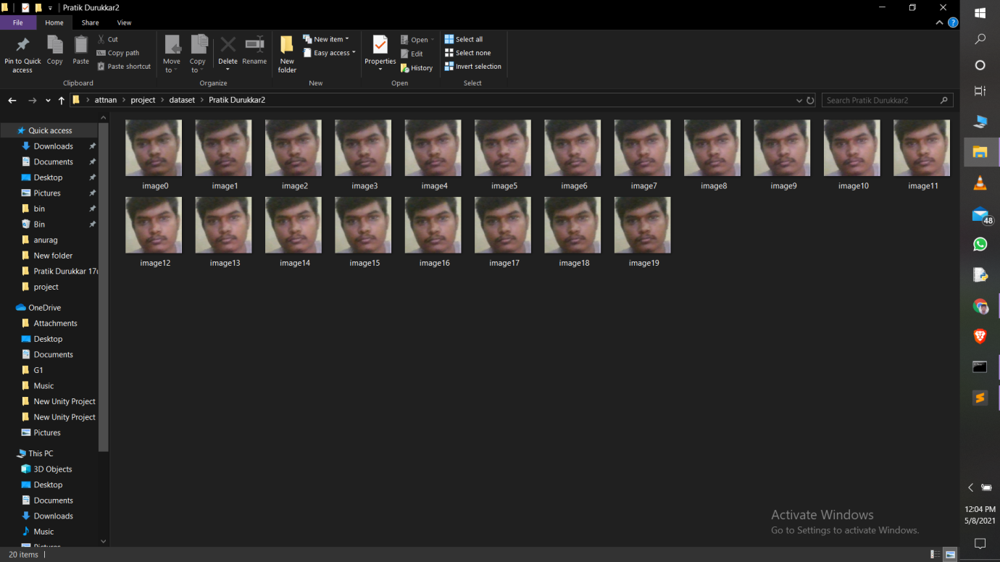 Pratik Durukkar2
File Home Share View
Pin to Quick access
Copy
Paste
Cut
Copy path
Paste shortcut
Clipboard
Move to
Copy to
Delete
Rename
Organize
New folder
New item
Easy access
New
Properties
Open
Edit
History
Open
Select all
Select none
Invert selection
Select
attnan project dataset Pratik Durukkar2
Search Pratik Durukkar2
Quick access
Downloads
Documents
Desktop
Pictures
bin
Bin
anurag
New folder
Pratik Durukkar 17
project
OneDrive
Attachments
Desktop
Documents
G1
Music
New Unity Project
New Unity Project
Pictures
This PC
3D Objects
Desktop
Documents
Downloads
Music
image0 image1 image2 image3 image4 image5 image6 image7 image8 image9 image10 image11
image12 image13 image14 image15 image16 image17 image18 image19
48
Activate Windows
Go to Settings to activate Windows.
12:04 PM
5/8/2021
20 items